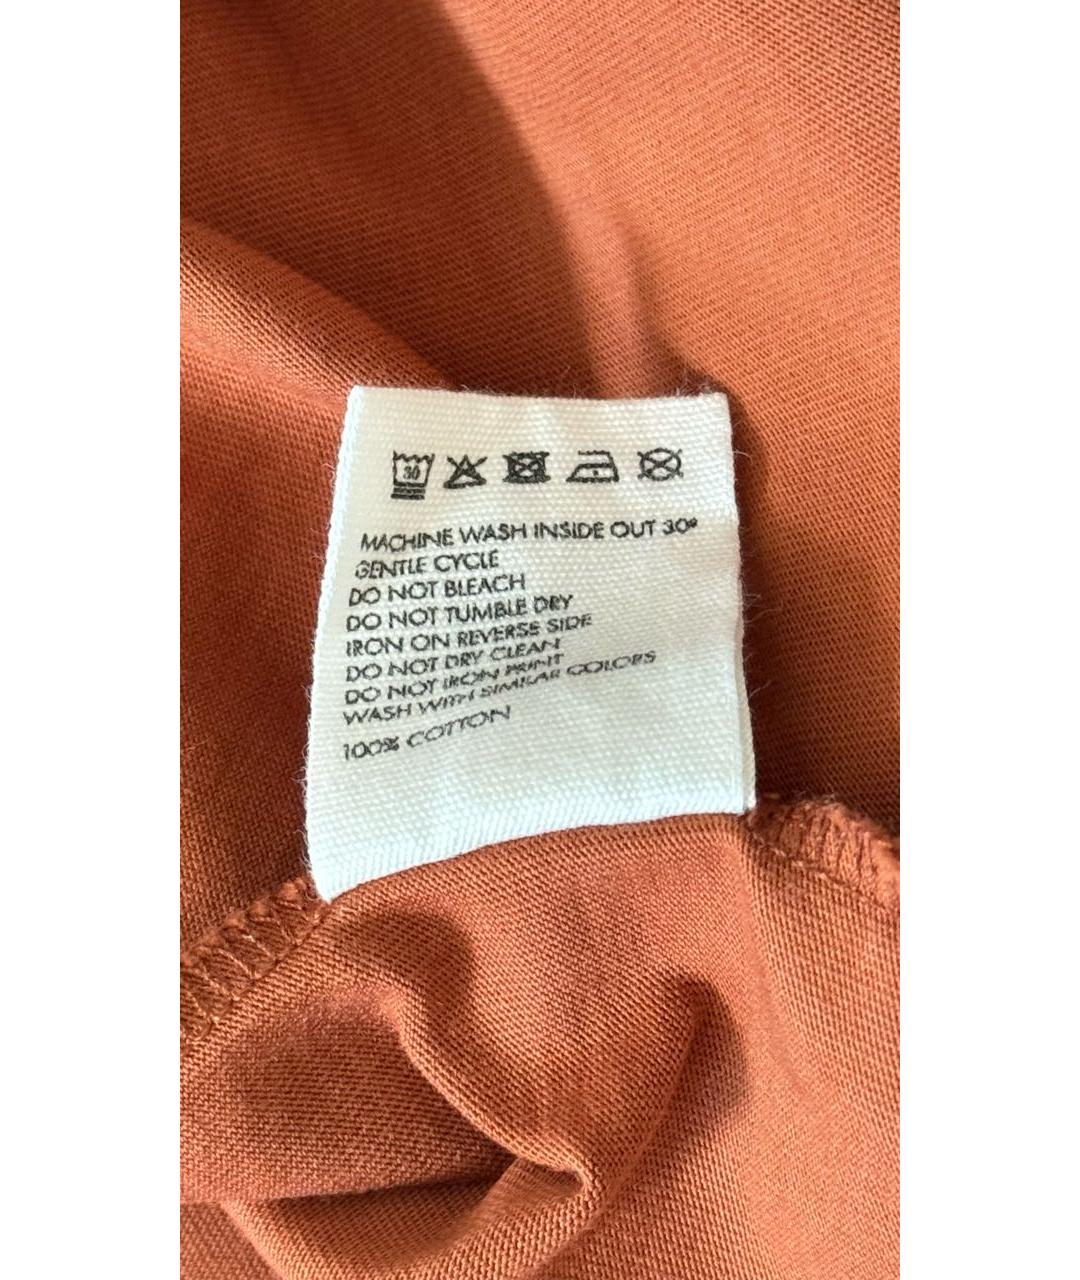 30
MACHINE WASH INSIDE OUT 30º
GENTLE CYCLE
DO NOT BLEACH
DO NOT TUMBLE DRY
IRON ON REVERSE SIDE
DO NOT DRY CLEAN
DO NOT IRON PRINT
WASH WITH SIMILAR COLORS
100% COTTON